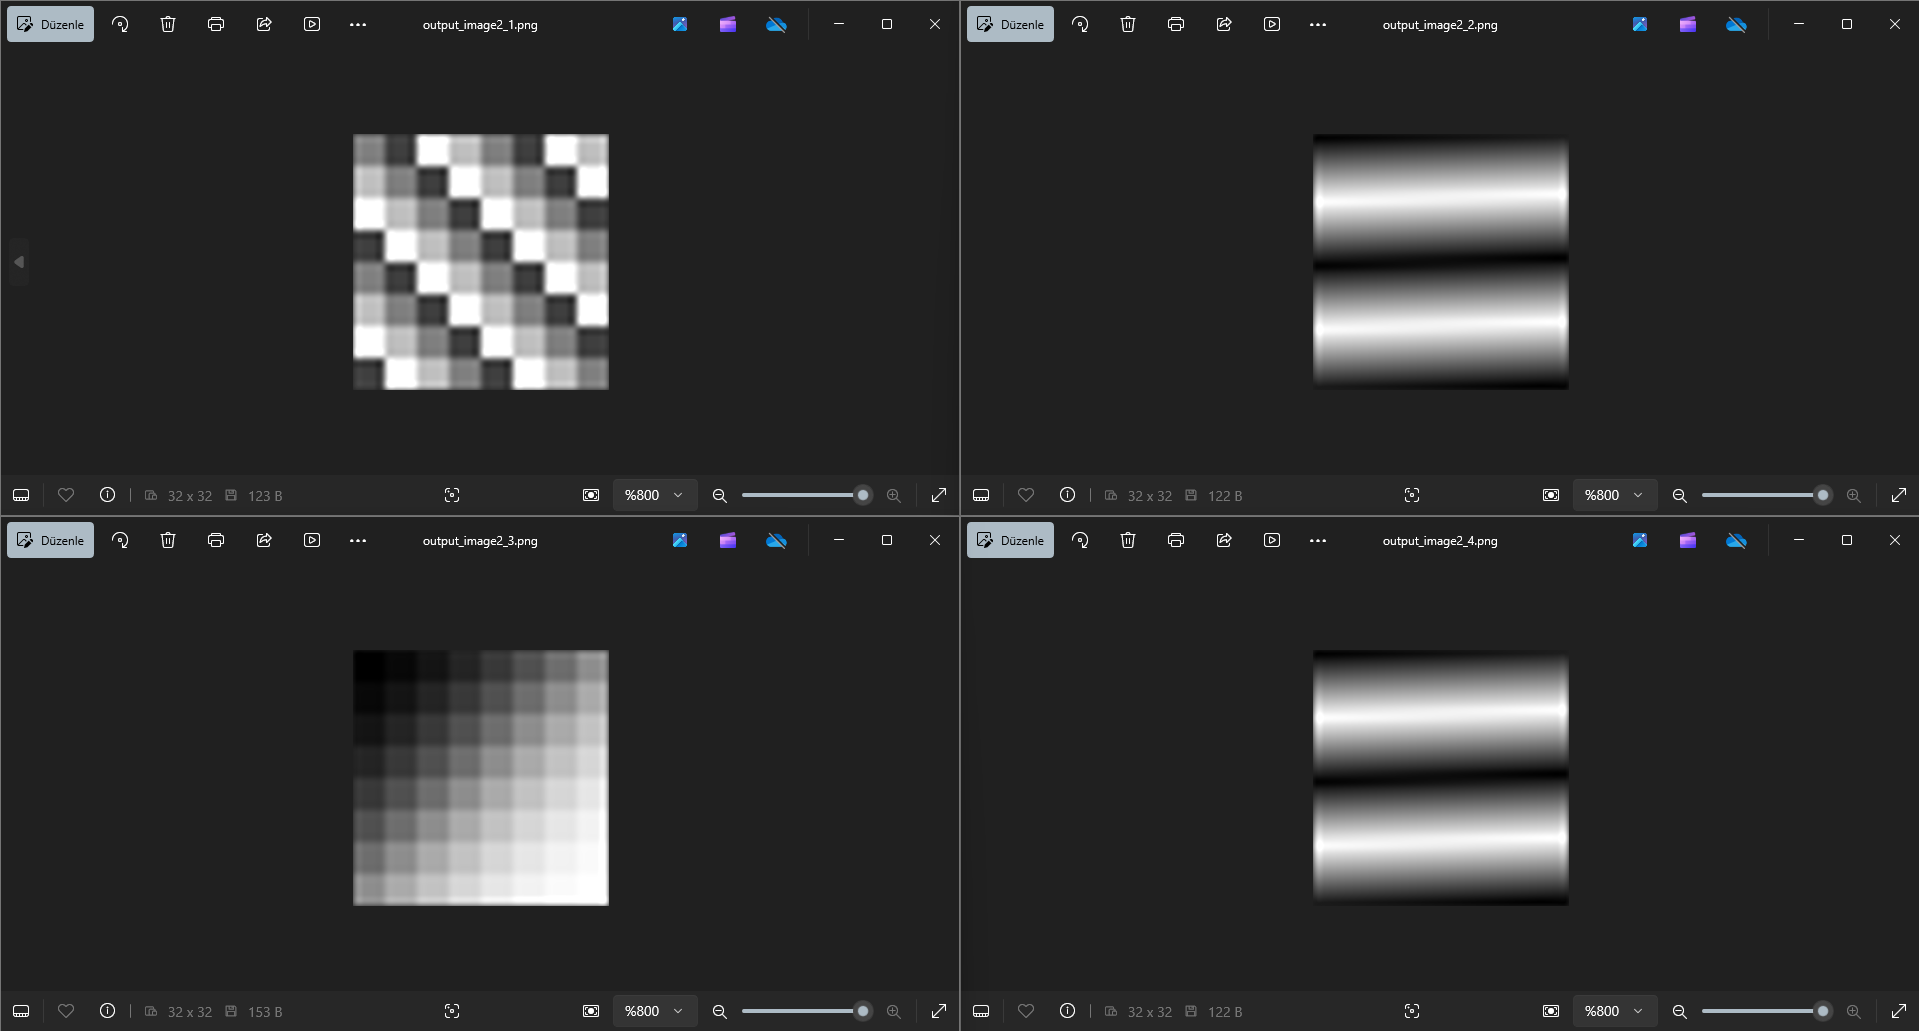 Düzenle output_image2_1.png
Düzenle output_image2_2.png
32 x 32 123 B %800
32 x 32 122 B %800
Düzenle output_image2_3.png
Düzenle output_image2_4.png
32 x 32 153 B %800
32 x 32 122 B %800